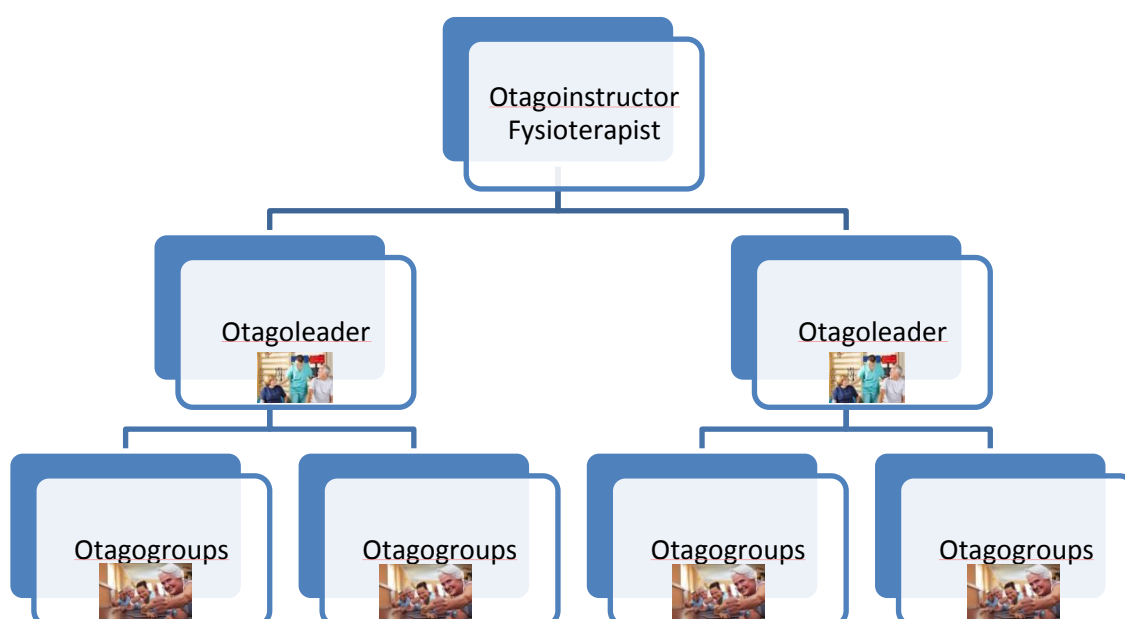 Otagoinstructor
Fysioterapist
Otagoleader
Otagoleader
Otagogroups
Otagogroups
Otagogroups
Otagogroups